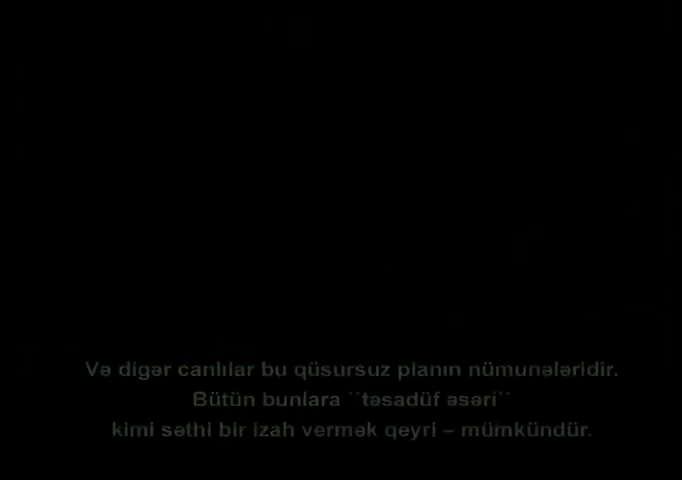 Və digər canlılar bu qüsursuz planın nümunələridir.
Bütün bunlara ``təsadüf əsəri``
kimi səthi bir izah vermək qeyri – mümkündür.